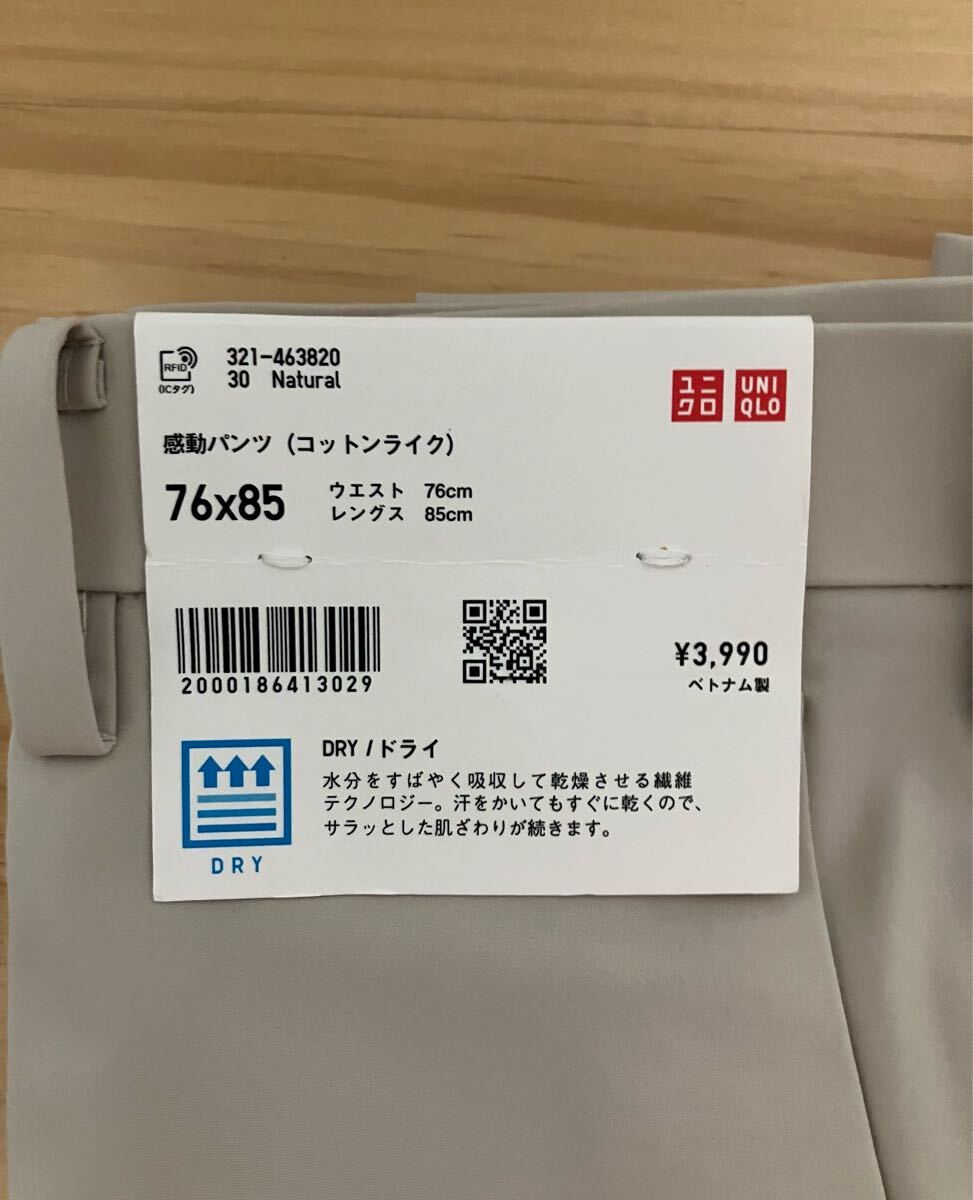 RFID
(ICタグ)
321-463820
30 Natural
ユニクロ
UNIQLO
感動パンツ (コットンライク)
76x85
ウエスト 76cm
レングス 85cm
2000186413029
¥3,990
ベトナム製
DRY
DRY / ドライ
水分をすばやく吸収して乾燥させる繊維
テクノロジー。汗をかいてもすぐに乾くので、
サラッとした肌ざわりが続きます。